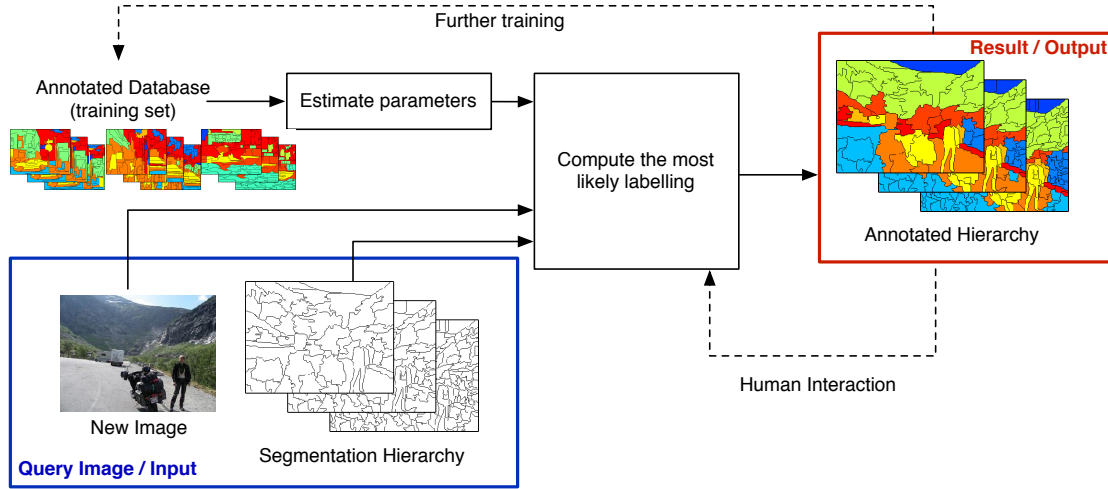 Further training
Result / Output
Annotated Database
(training set)
Estimate parameters
Compute the most
likely labelling
Annotated Hierarchy
Human Interaction
New Image
Segmentation Hierarchy
Query Image / Input